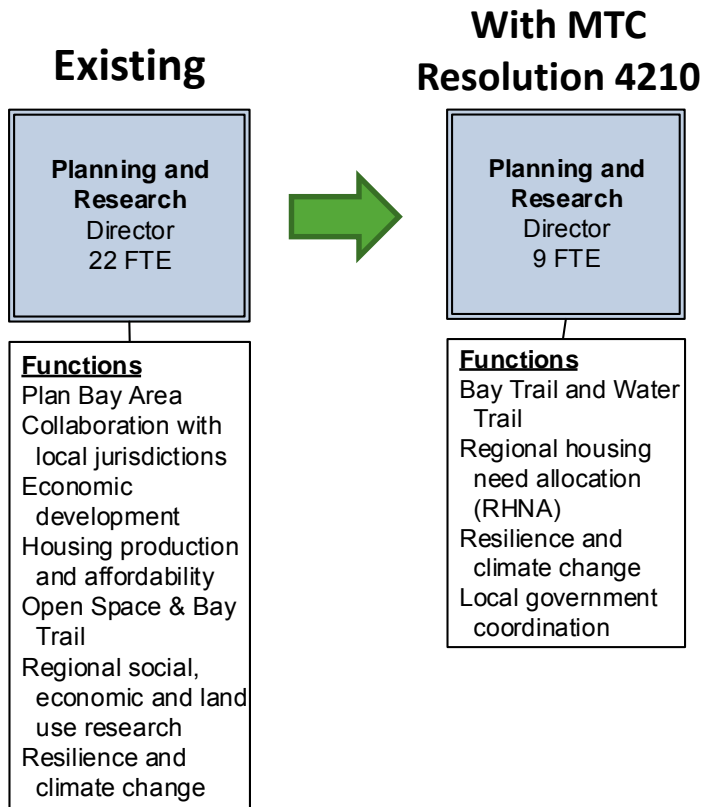 Existing
Planning and
Research
Director
22 FTE
Functions
Plan Bay Area
Collaboration with
local jurisdictions
Economic
development
Housing production
and affordability
Open Space & Bay
Trail
Regional social,
economic and land
use research
Resilience and
climate change
With MTC
Resolution 4210
Planning and
Research
Director
9 FTE
Functions
Bay Trail and Water
Trail
Regional housing
need allocation
(RHNA)
Resilience and
climate change
Local government
coordination